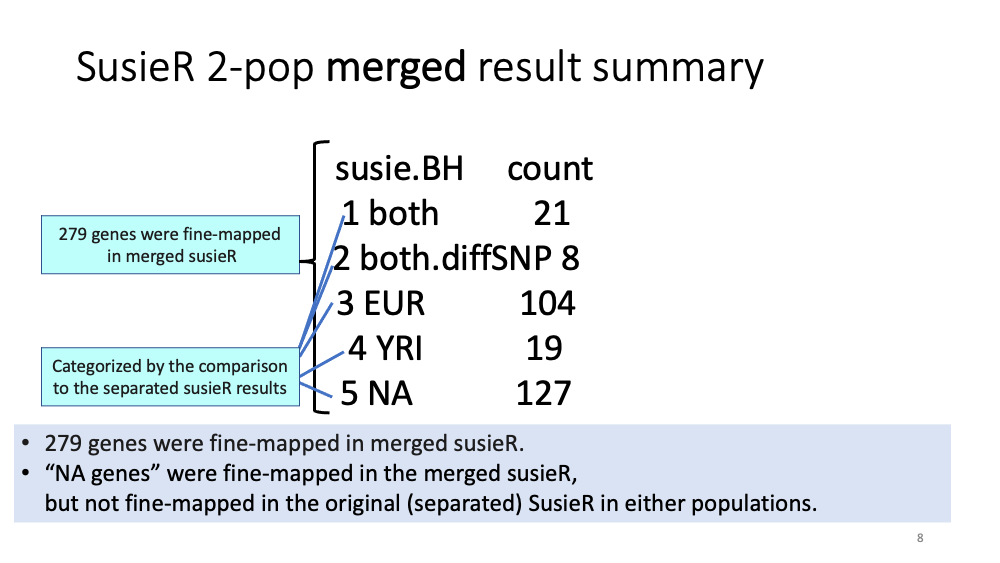 SusieR 2-pop merged result summary
susie.BH count
1 both 21
2 both.diffSNP 8
3 EUR 104
4 YRI 19
5 NA 127
279 genes were fine-mapped
in merged susieR
Categorized by the comparison
to the separated susieR results
• 279 genes were fine-mapped in merged susieR.
• “NA genes” were fine-mapped in the merged susieR,
but not fine-mapped in the original (separated) SusieR in either populations.
8